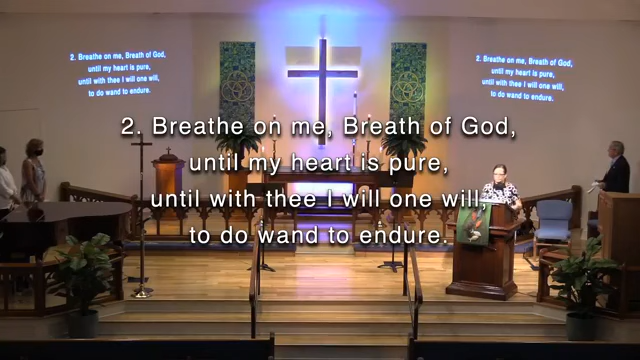 2. Breathe on me, Breath of God,
until my heart is pure,
until with thee I will one will,
to do wand to endure.
2. Breathe on me, Breath of God,
until my heart is pure,
until with thee I will one will,
to do wand to endure.
2. Breathe on me, Breath of God,
until my heart is pure,
until with thee I will one will,
to do wand to endure.